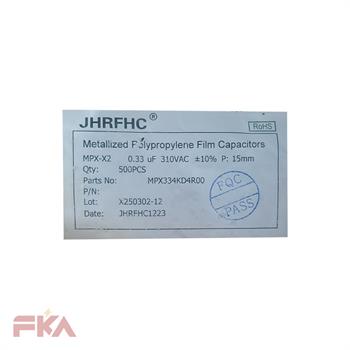 JHRFHC®
RoHS
Metallized Polypropylene Film Capacitors
MPX-X2 0.33 uF 310VAC ±10% P: 15mm
Qty: 500PCS
Parts No: MPX334KD4R00
P/N:
Lot: X250302-12
Date: JHRFHC1223
FQC
PASS
FKA